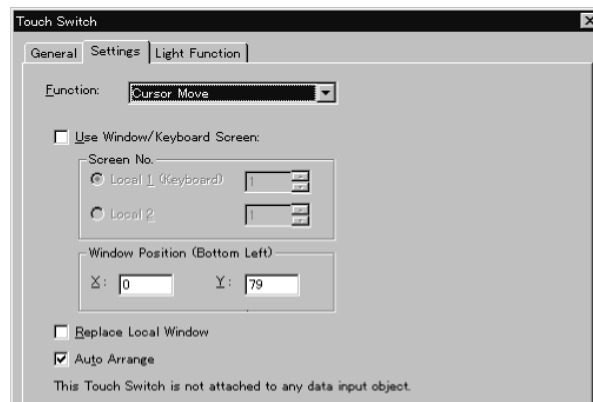 Touch Switch
General Settings Light Function
Function: Cursor Move
Use Window/Keyboard Screen:
Screen No.
Local 1 (Keyboard) 1
Local 2 1
Window Position (Bottom Left)
X: 0 Y: 79
Replace Local Window
Auto Arrange
This Touch Switch is not attached to any data input object.